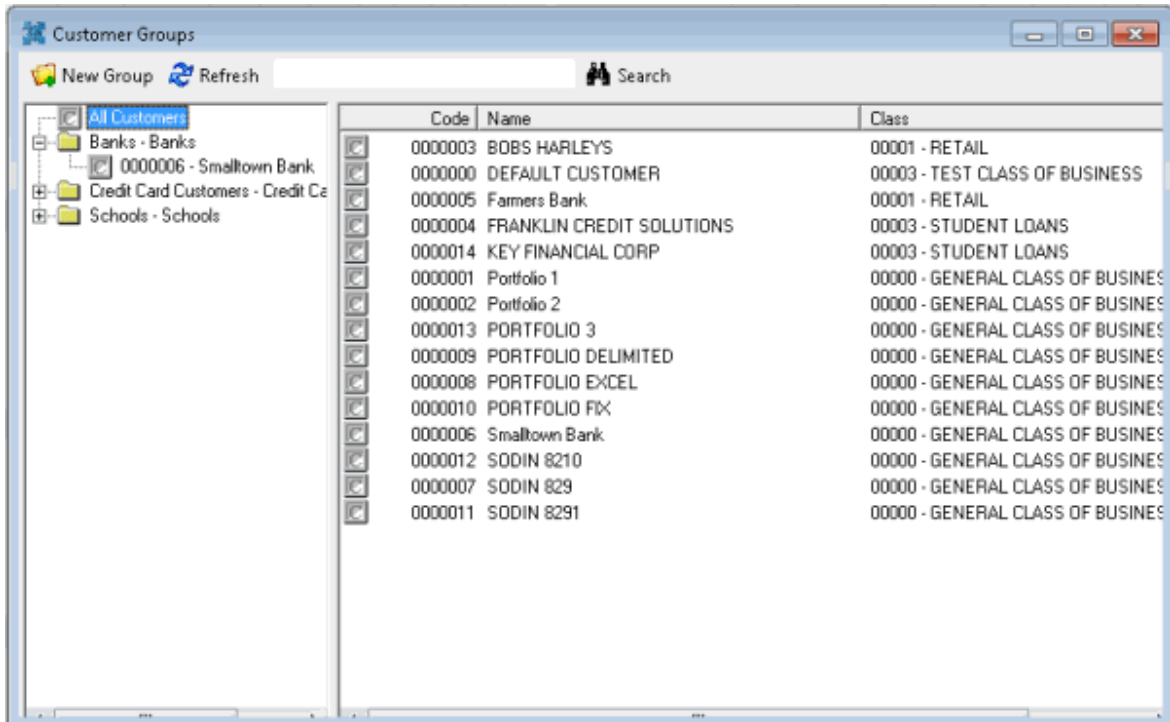 Customer Groups
New Group Refresh Search
All Customers
Banks - Banks
0000006 - Smalltown Bank
Credit Card Customers - Credit Ca
Schools - Schools
Code Name Class
0000003 BOBS HARLEYS 00001 - RETAIL
0000000 DEFAULT CUSTOMER 00003 - TEST CLASS OF BUSINESS
0000005 Farmers Bank 00001 - RETAIL
0000004 FRANKLIN CREDIT SOLUTIONS 00003 - STUDENT LOANS
0000014 KEY FINANCIAL CORP 00003 - STUDENT LOANS
0000001 Portfolio 1 00000 - GENERAL CLASS OF BUSINES
0000002 Portfolio 2 00000 - GENERAL CLASS OF BUSINES
0000013 PORTFOLIO 3 00000 - GENERAL CLASS OF BUSINES
0000009 PORTFOLIO DELIMITED 00000 - GENERAL CLASS OF BUSINES
0000008 PORTFOLIO EXCEL 00000 - GENERAL CLASS OF BUSINES
0000010 PORTFOLIO FIX 00000 - GENERAL CLASS OF BUSINES
0000006 Smalltown Bank 00000 - GENERAL CLASS OF BUSINES
0000012 SODIN 8210 00000 - GENERAL CLASS OF BUSINES
0000007 SODIN 829 00000 - GENERAL CLASS OF BUSINES
0000011 SODIN 8291 00000 - GENERAL CLASS OF BUSINES